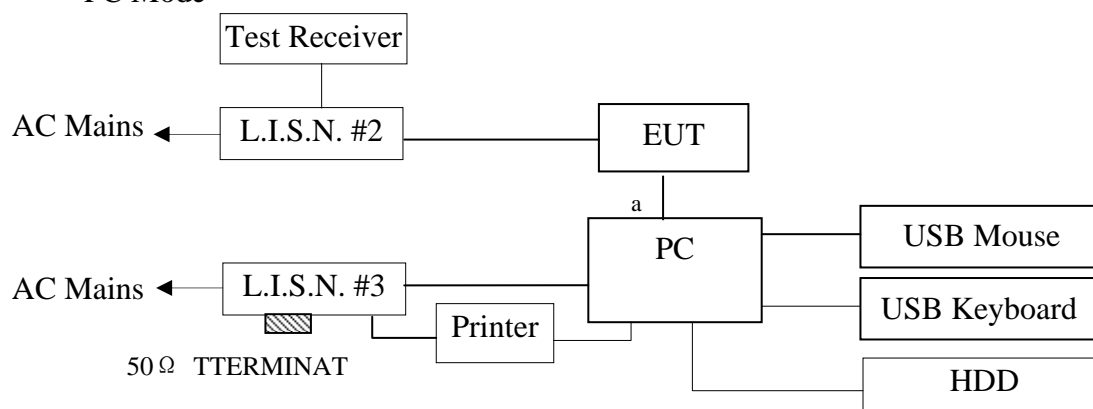 PC Mode
Test Receiver
AC Mains
L.I.S.N. #2
EUT
a
PC
USB Mouse
AC Mains
L.I.S.N. #3
USB Keyboard
Printer
50Ω TTERMINAT
HDD